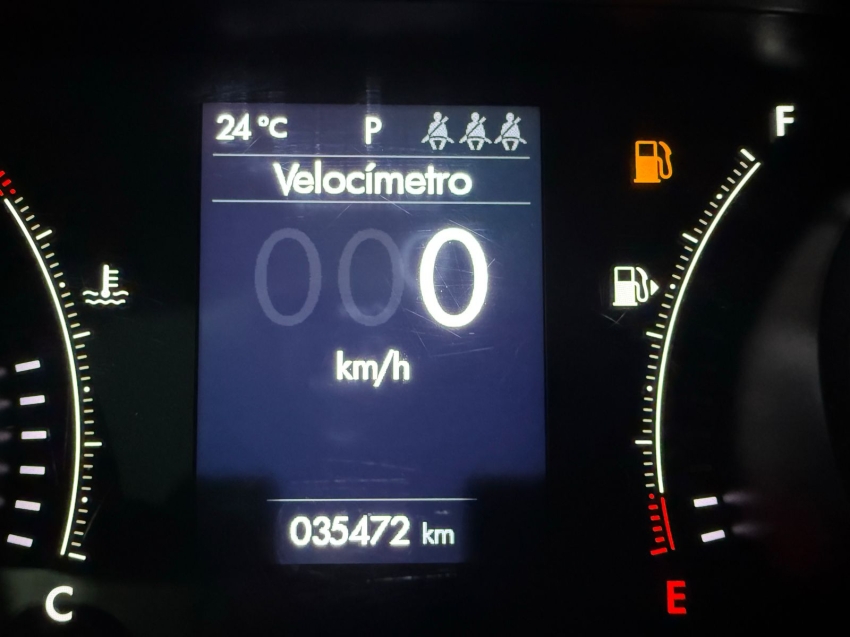 24 °C P
F
Velocímetro
000
km/h
035472 km
C
E